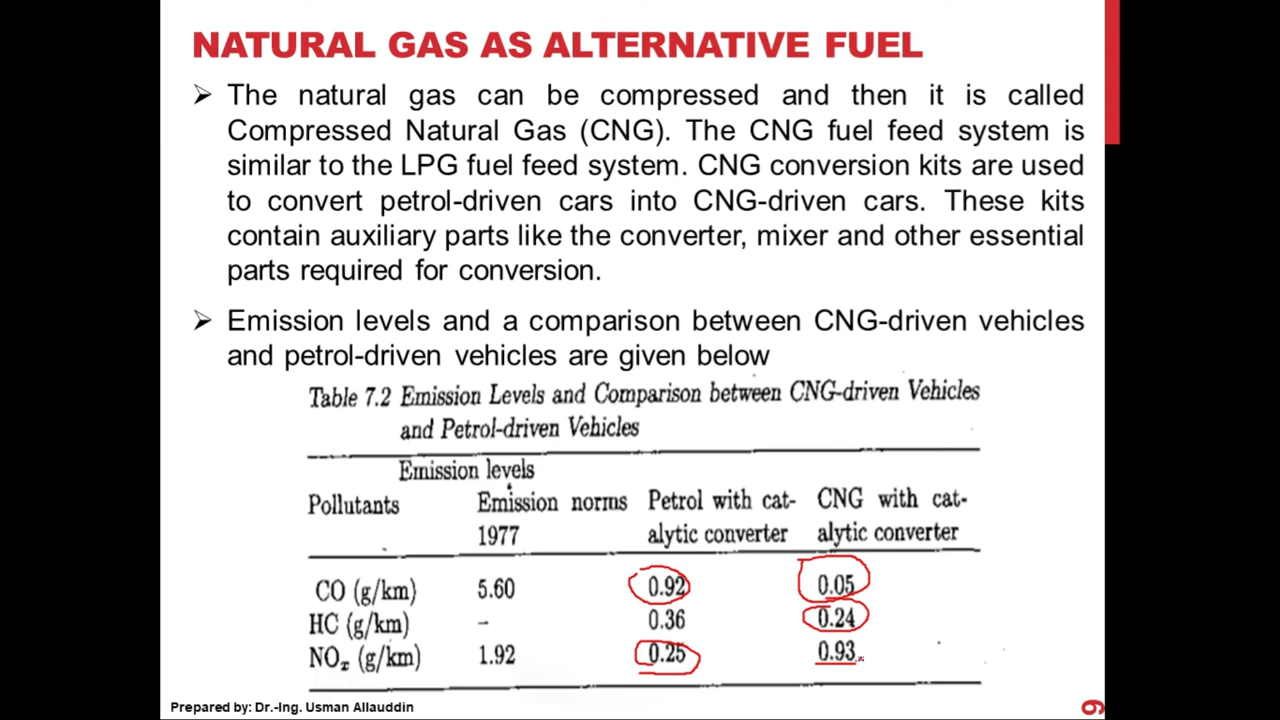 NATURAL GAS AS ALTERNATIVE FUEL
➢ The natural gas can be compressed and then it is called
Compressed Natural Gas (CNG). The CNG fuel feed system is
similar to the LPG fuel feed system. CNG conversion kits are used
to convert petrol-driven cars into CNG-driven cars. These kits
contain auxiliary parts like the converter, mixer and other essential
parts required for conversion.
➢ Emission levels and a comparison between CNG-driven vehicles
and petrol-driven vehicles are given below
Table 7.2 Emission Levels and Comparison between CNG-driven Vehicles
and Petrol-driven Vehicles
Emission levels
Pollutants Emission norms Petrol with cat- CNG with cat-
1977 alytic converter alytic converter
CO (g/km) 5.60 0.92 0.05
HC (g/km) - 0.36 0.24
NOx (g/km) 1.92 0.25 0.93
Prepared by: Dr.-Ing. Usman Allauddin
9